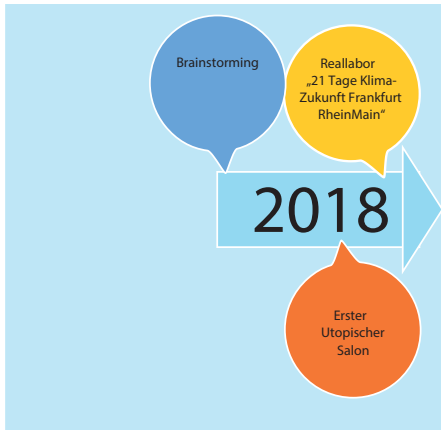 Brainstorming
Reallabor
„21 Tage Klima-
Zukunft Frankfurt
RheinMain“
2018
Erster
Utopischer
Salon